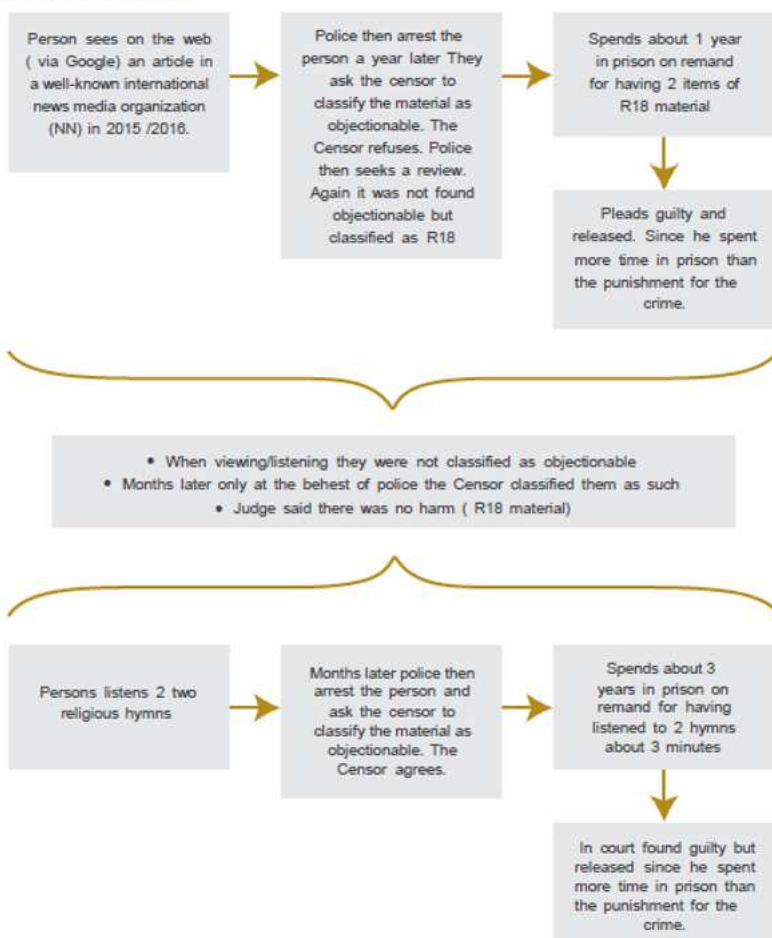 Person sees on the web
( via Google) an article in
a well-known international
news media organization
(NN) in 2015 /2016.
Police then arrest the
person a year later They
ask the censor to
classify the material as
objectionable. The
Censor refuses. Police
then seeks a review.
Again it was not found
objectionable but
classified as R18
Spends about 1 year
in prison on remand
for having 2 items of
R18 material
Pleads guilty and
released. Since he spent
more time in prison than
the punishment for the
crime.
• When viewing/listening they were not classified as objectionable
• Months later only at the behest of police the Censor classified them as such
• Judge said there was no harm ( R18 material)
Persons listens 2 two
religious hymns
Months later police then
arrest the person and
ask the censor to
classify the material as
objectionable. The
Censor agrees.
Spends about 3
years in prison on
remand for having
listened to 2 hymns
about 3 minutes
In court found guilty but
released since he spent
more time in prison than
the punishment for the
crime.